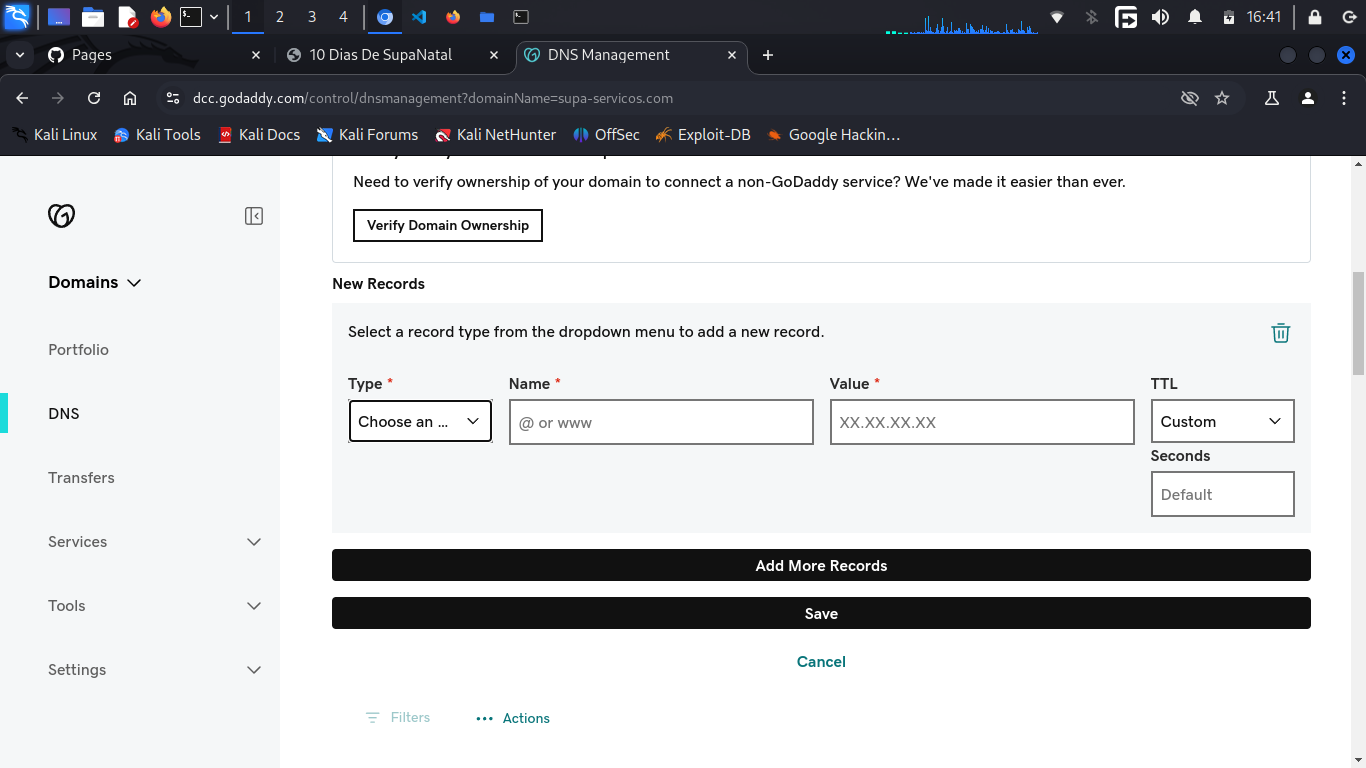 1 2 3 4 16:41
Pages 10 Dias De SupaNatal DNS Management
dcc.godaddy.com/control/dnsmanagement?domainName=supa-servicos.com
Kali Linux Kali Tools Kali Docs Kali Forums Kali NetHunter OffSec Exploit-DB Google Hackin…
Need to verify ownership of your domain to connect a non-GoDaddy service? We've made it easier than ever.
Verify Domain Ownership
Domains
Portfolio
DNS
Transfers
Services
Tools
Settings
New Records
Select a record type from the dropdown menu to add a new record.
Type * Name * Value * TTL
Choose an ... @ or www XX.XX.XX.XX Custom
Seconds
Default
Add More Records
Save
Cancel
Filters Actions